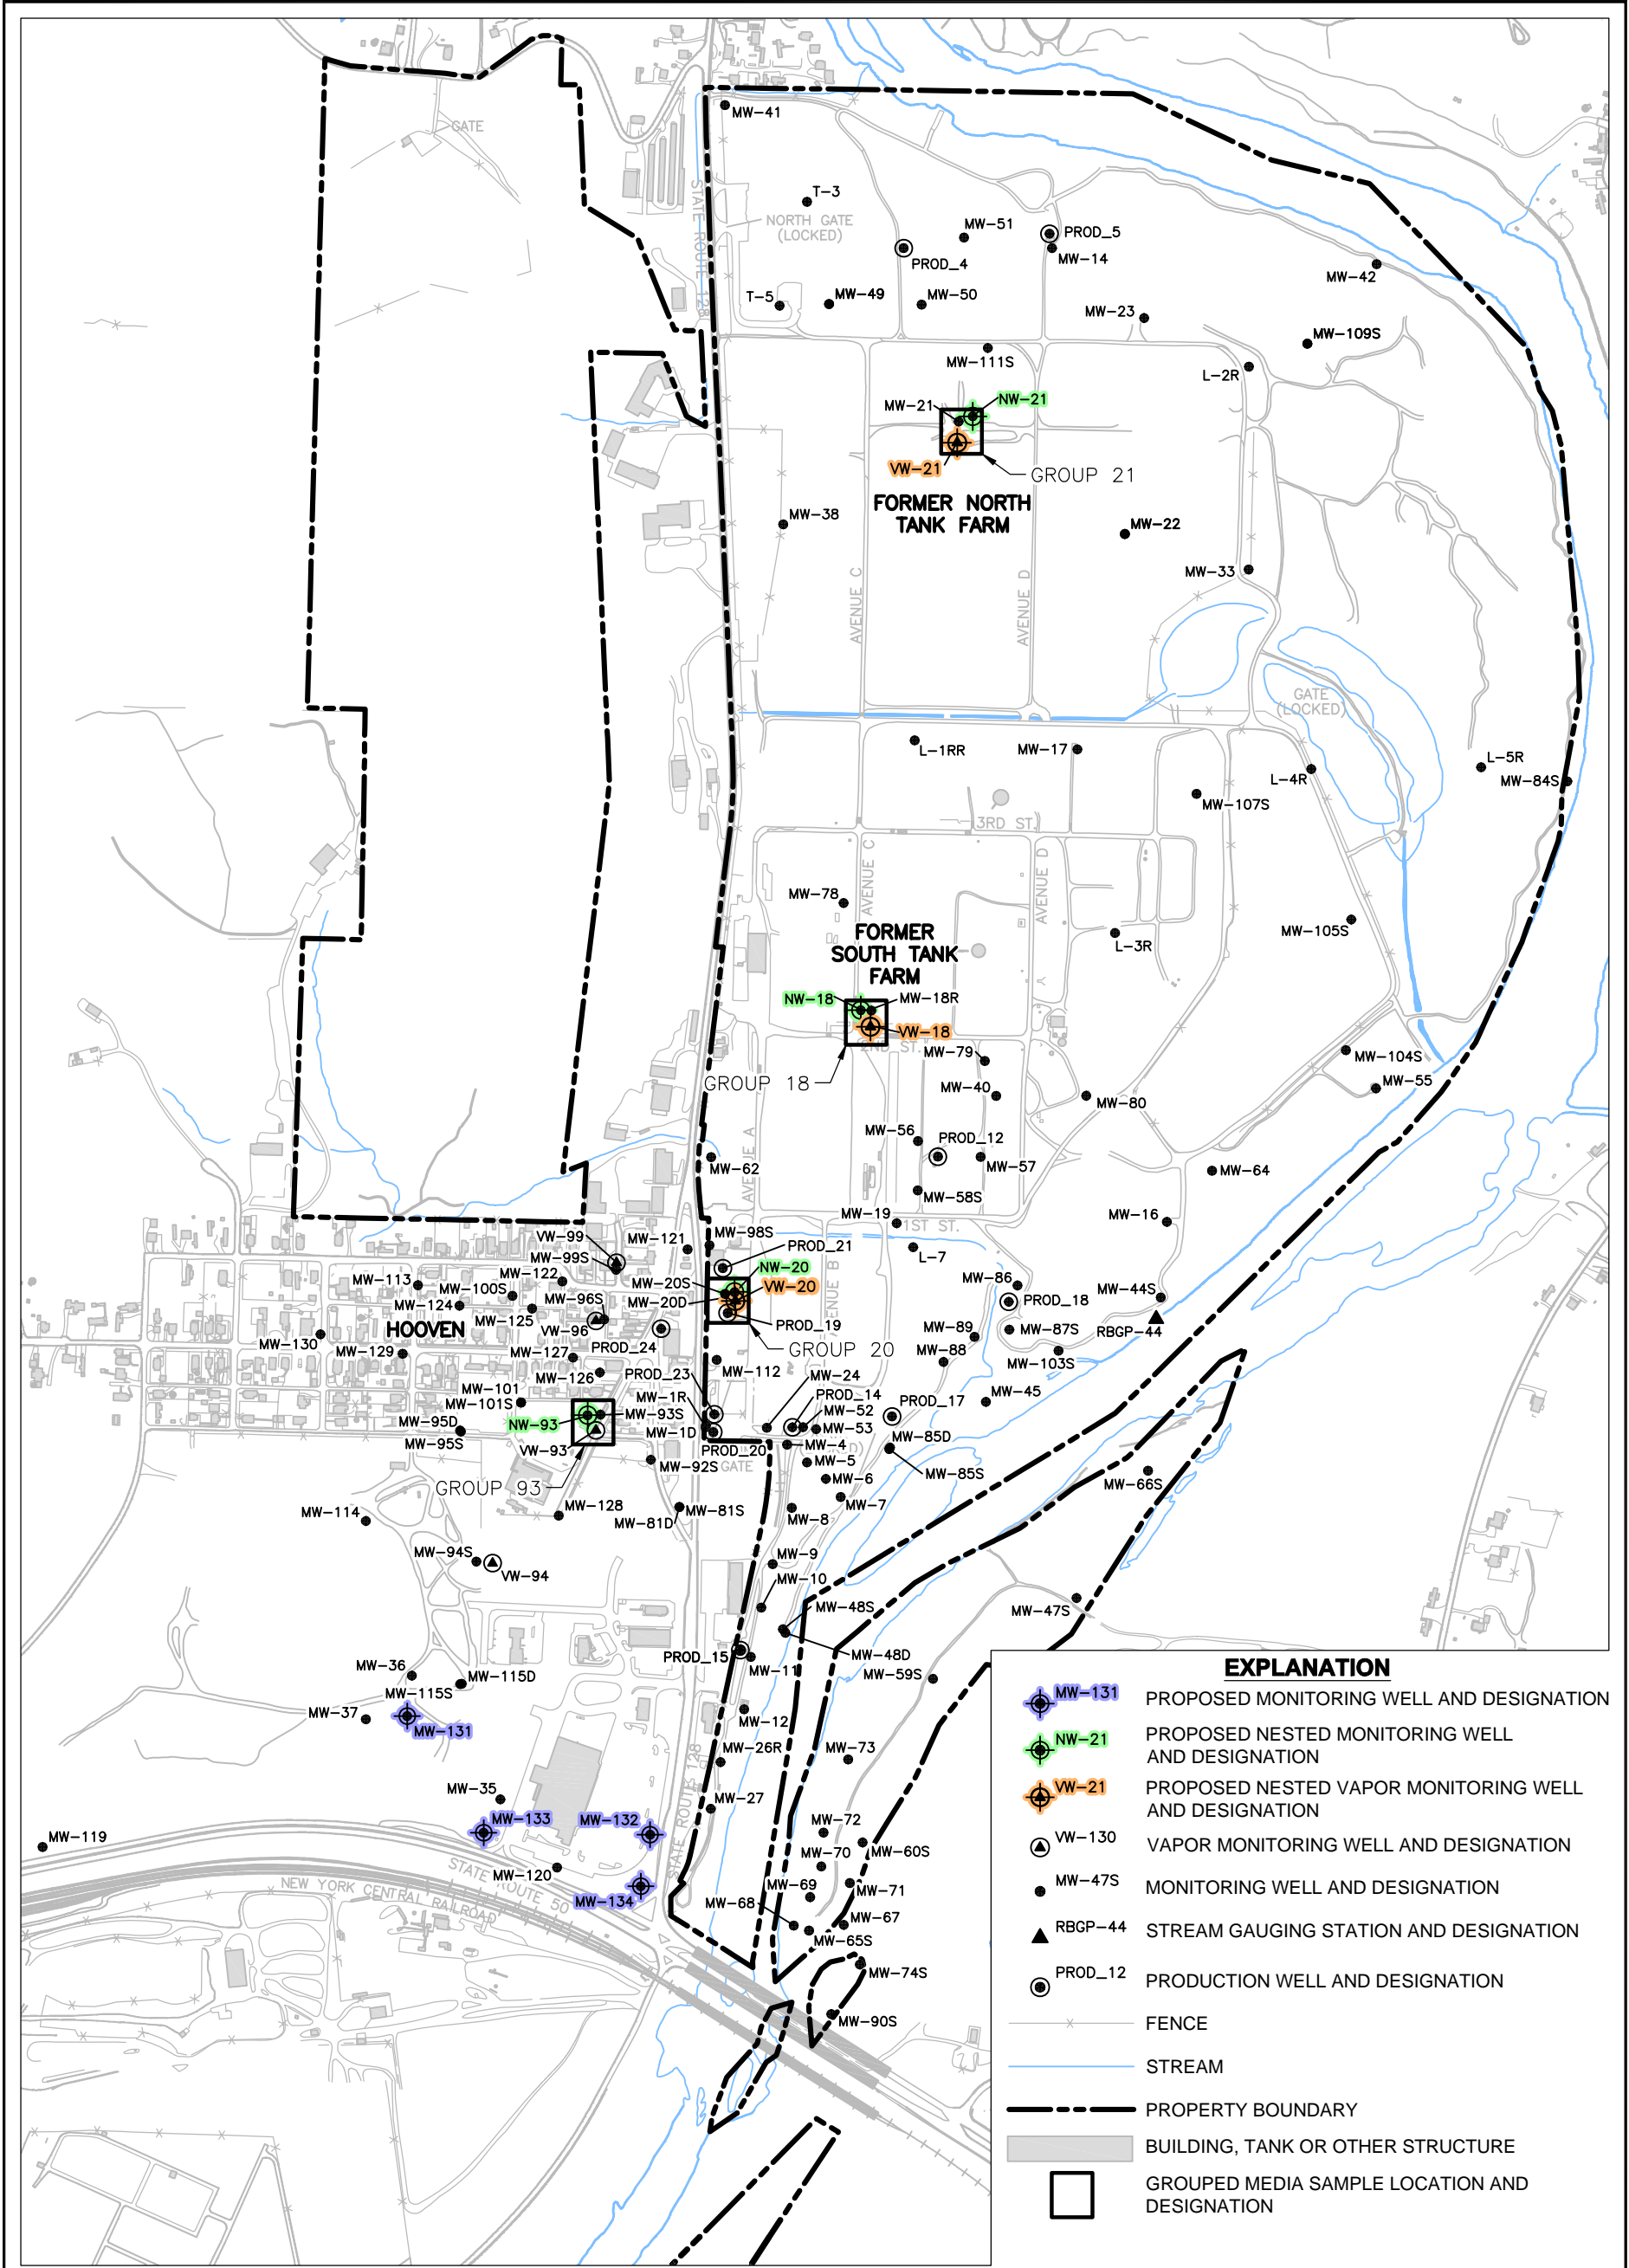 MW-41
GATE
STATE ROUTE 128
T-3
NORTH GATE
(LOCKED)
MW-51
PROD_5
PROD_4
MW-14
MW-42
T-5
MW-49
MW-50
MW-23
MW-109S
MW-111S
L-2R
MW-21
NW-21
VW-21
GROUP 21
FORMER NORTH
TANK FARM
MW-38
MW-22
MW-33
AVENUE C
AVENUE D
GATE
(LOCKED)
L-1RR
MW-17
L-4R
L-5R
MW-84S
MW-107S
3RD ST.
AVENUE C
AVENUE D
MW-78
FORMER
SOUTH TANK
FARM
L-3R
MW-105S
NW-18
MW-18R
VW-18
2ND ST.
MW-79
MW-104S
GROUP 18
MW-40
MW-80
MW-55
MW-56
PROD_12
AVENUE A
MW-62
MW-57
MW-64
MW-58S
MW-19
1ST ST.
MW-16
VW-99
MW-121
MW-98S
PROD_21
L-7
MW-99S
NW-20
MW-113
MW-122
MW-20S
VW-20
AVENUE B
MW-86
MW-44S
MW-100S
MW-96S
MW-20D
PROD_18
MW-124
MW-125
PROD_19
HOOVEN
VW-96
MW-87S
RBGP-44
MW-130
PROD_24
GROUP 20
MW-89
MW-129
MW-127
MW-88
MW-103S
MW-126
PROD_23
MW-112
MW-24
MW-101
MW-1R
PROD_14
MW-45
MW-101S
MW-93S
MW-52
PROD_17
NW-93
MW-95D
MW-1D
MW-53
MW-85D
MW-95S
VW-93
PROD_20
MW-4
MW-92S
GATE
MW-5
MW-85S
GROUP 93
MW-6
MW-66S
MW-128
MW-7
MW-114
MW-81D
MW-81S
MW-8
MW-94S
VW-94
MW-9
MW-10
MW-48S
MW-47S
PROD_15
MW-48D
MW-36
MW-115D
MW-11
MW-59S
MW-115S
MW-37
MW-131
MW-12
MW-26R
MW-73
STATE ROUTE 128
MW-35
MW-27
MW-133
MW-132
MW-72
MW-119
MW-60S
MW-120
MW-70
STATE ROUTE 50
NEW YORK CENTRAL RAILROAD
MW-134
MW-69
MW-71
MW-68
MW-67
MW-65S
MW-74S
MW-90S
EXPLANATION
MW-131 PROPOSED MONITORING WELL AND DESIGNATION
NW-21 PROPOSED NESTED MONITORING WELL
AND DESIGNATION
VW-21 PROPOSED NESTED VAPOR MONITORING WELL
AND DESIGNATION
VW-130 VAPOR MONITORING WELL AND DESIGNATION
MW-47S MONITORING WELL AND DESIGNATION
RBGP-44 STREAM GAUGING STATION AND DESIGNATION
PROD_12 PRODUCTION WELL AND DESIGNATION
FENCE
STREAM
PROPERTY BOUNDARY
BUILDING, TANK OR OTHER STRUCTURE
GROUPED MEDIA SAMPLE LOCATION AND
DESIGNATION